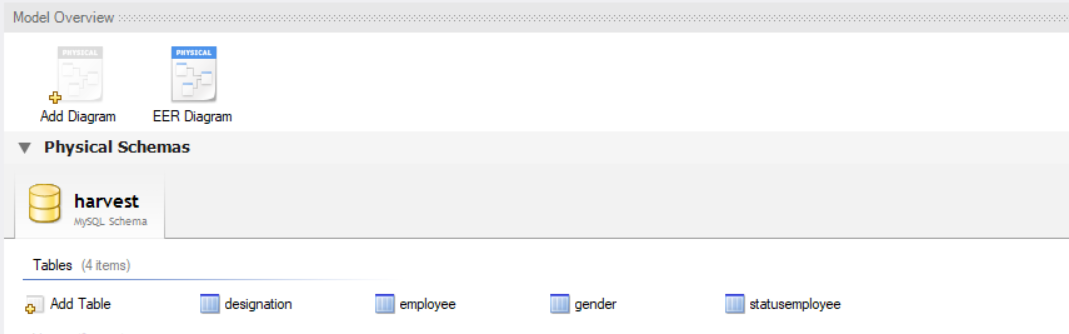 Model Overview
PHYSICAL PHYSICAL
Add Diagram EER Diagram
Physical Schemas
harvest
MySQL Schema
Tables (4 items)
Add Table designation employee gender statusemployee